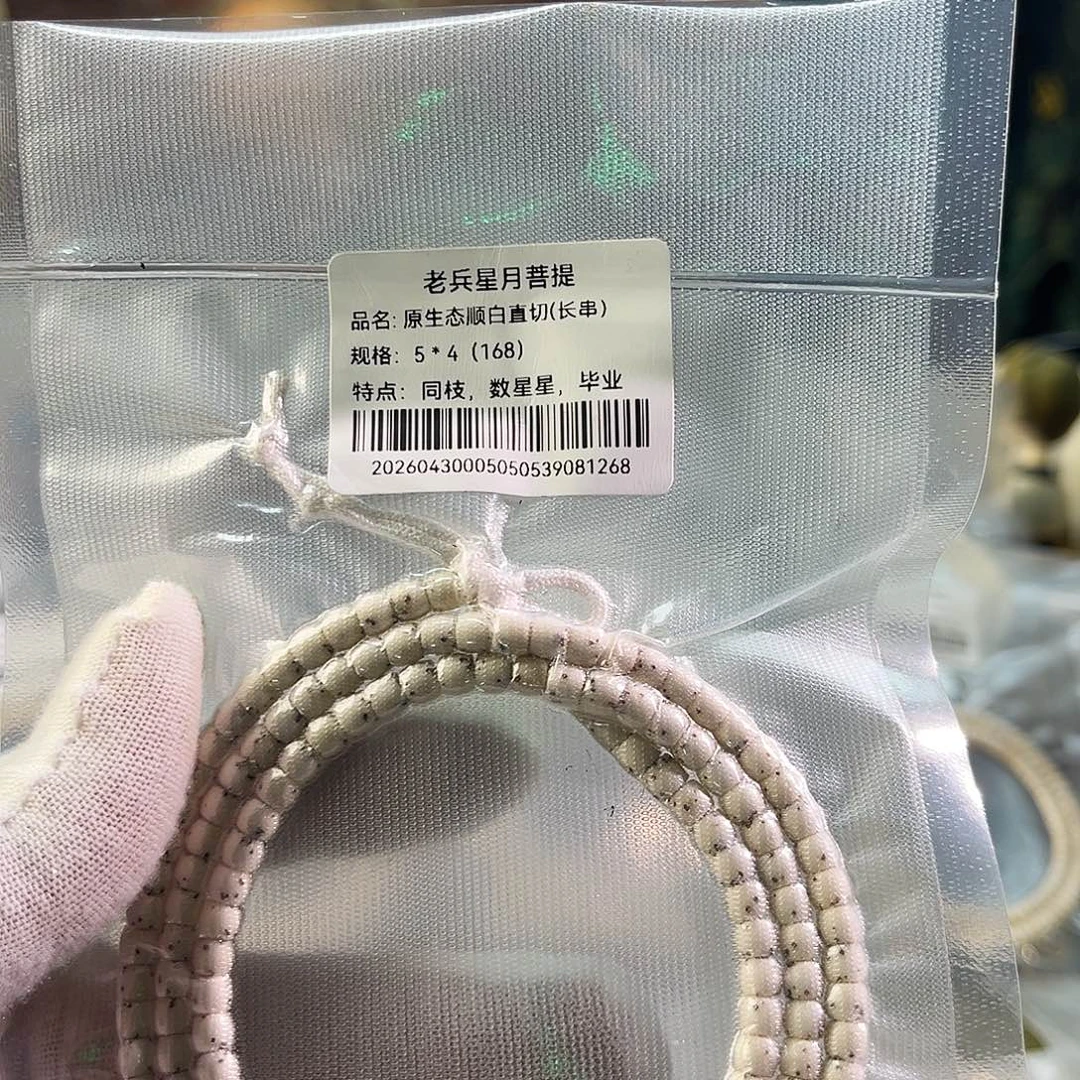 老兵星月菩提
品名: 原生态顺白直切(长串)
规格: 5*4 (168)
特点: 同枝, 数星星, 毕业
20260430005050539081268